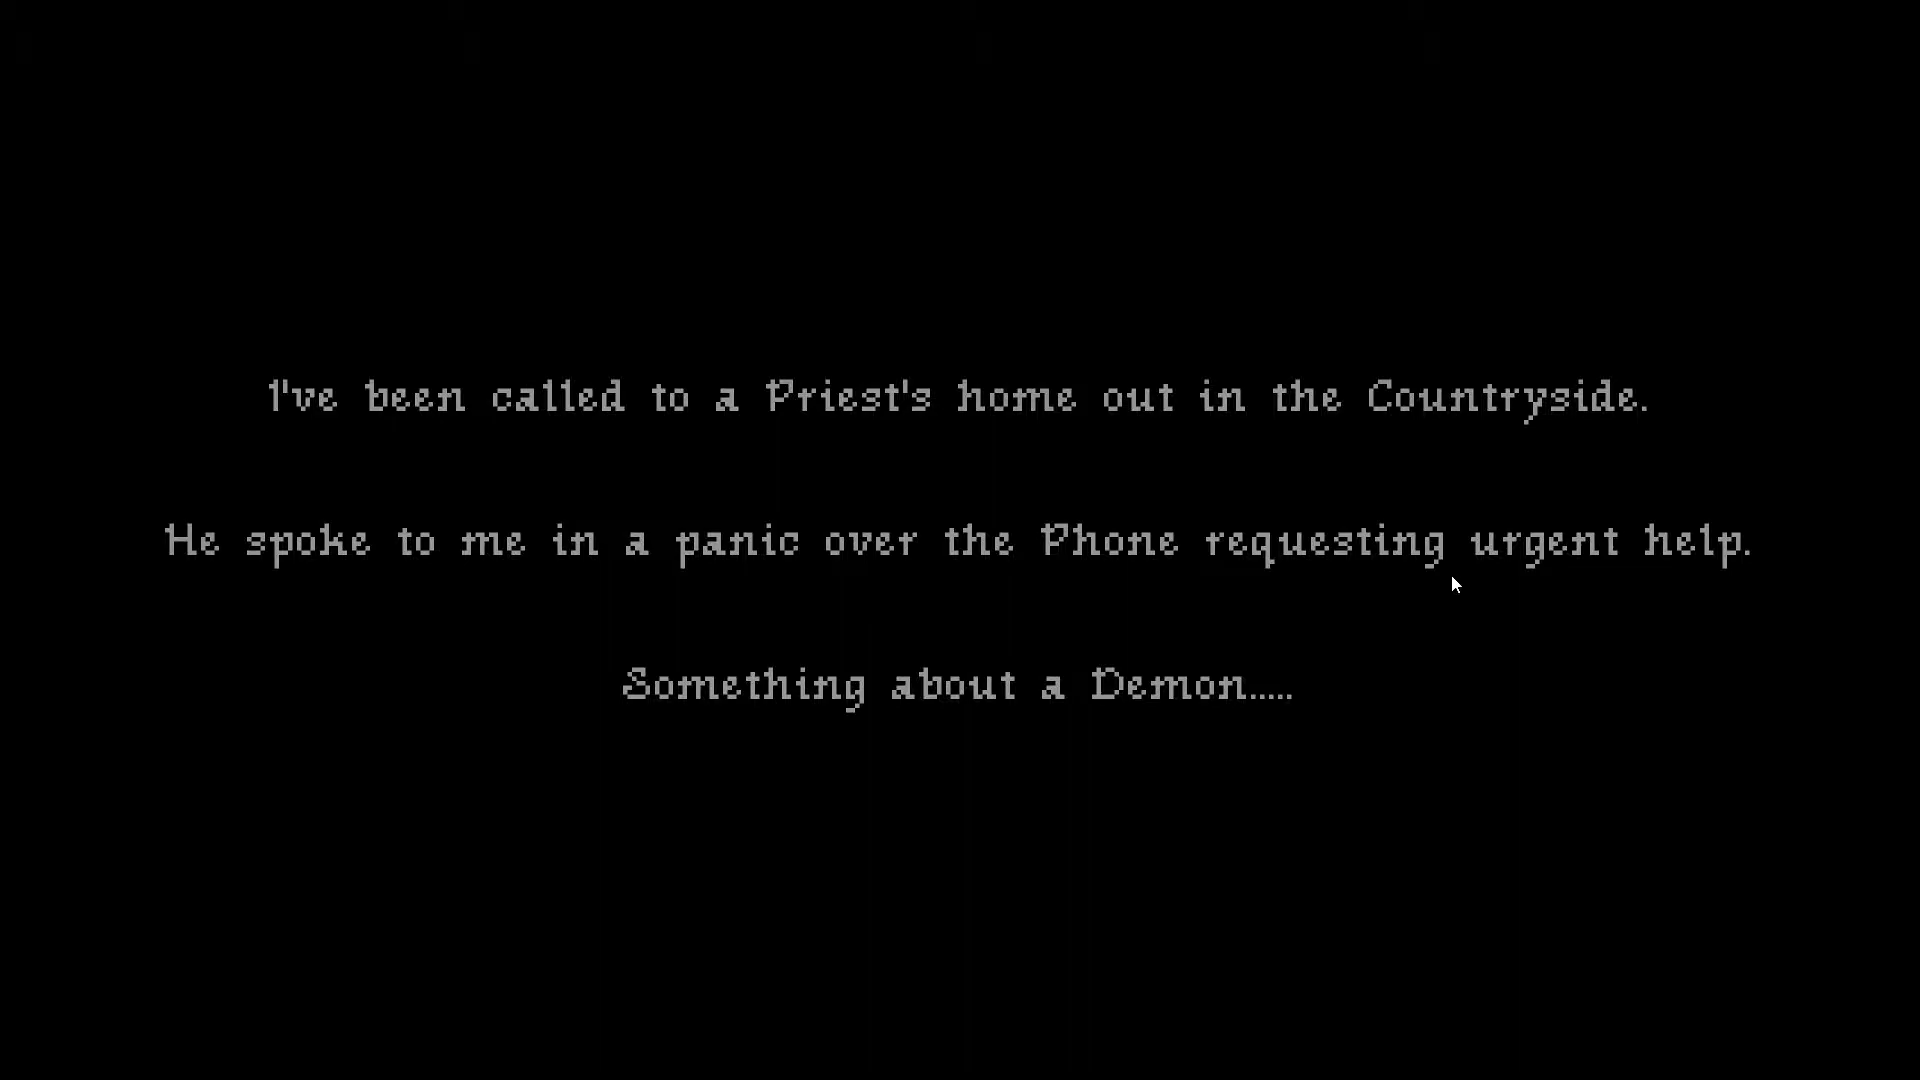 I've been called to a Priest's home out in the Countryside.
He spoke to me in a panic over the Phone requesting urgent help.
Something about a Demon.....